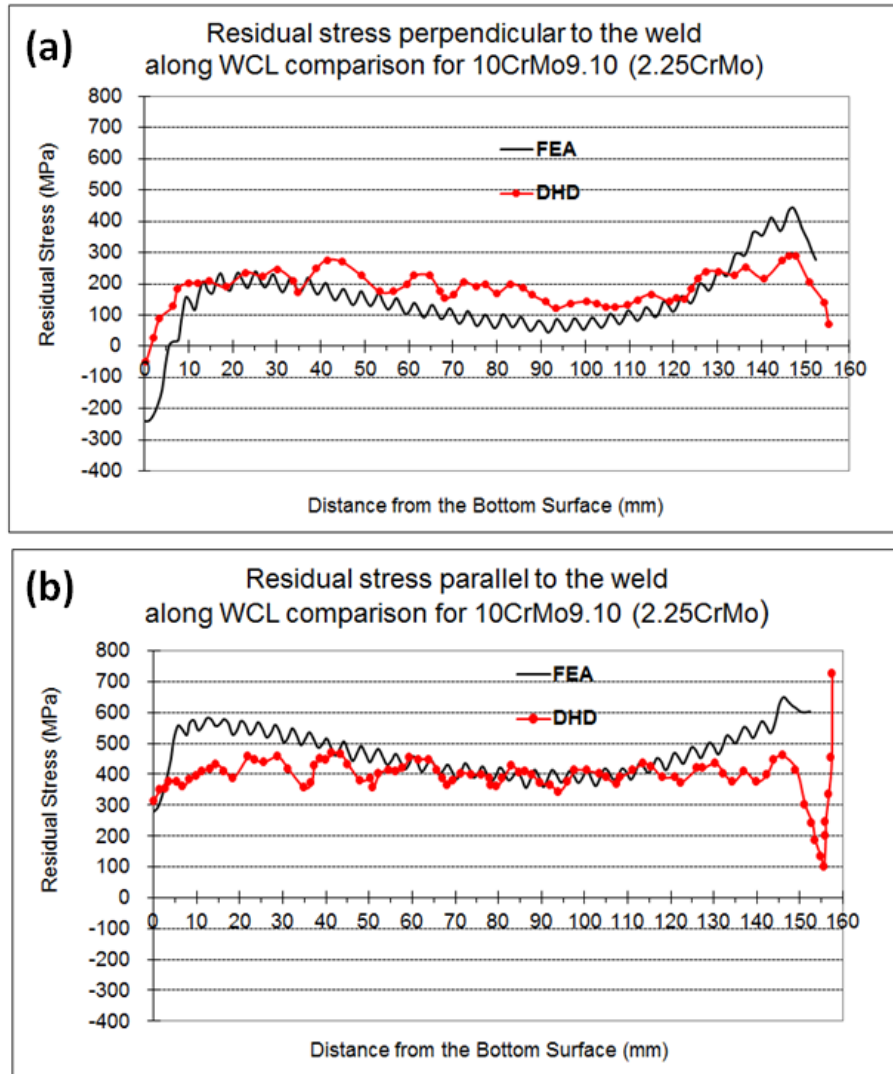 (a)
Residual stress perpendicular to the weld
along WCL comparison for 10CrMo9.10 (2.25CrMo)
800
700
600
500
400
300
200
100
0
-100
-200
-300
-400
Residual Stress (MPa)
FEA
DHD
0 10 20 30 40 50 60 70 80 90 100 110 120 130 140 150 160
Distance from the Bottom Surface (mm)
(b)
Residual stress parallel to the weld
along WCL comparison for 10CrMo9.10 (2.25CrMo)
800
700
600
500
400
300
200
100
0
-100
-200
-300
-400
Residual Stress (MPa)
FEA
DHD
0 10 20 30 40 50 60 70 80 90 100 110 120 130 140 150 160
Distance from the Bottom Surface (mm)